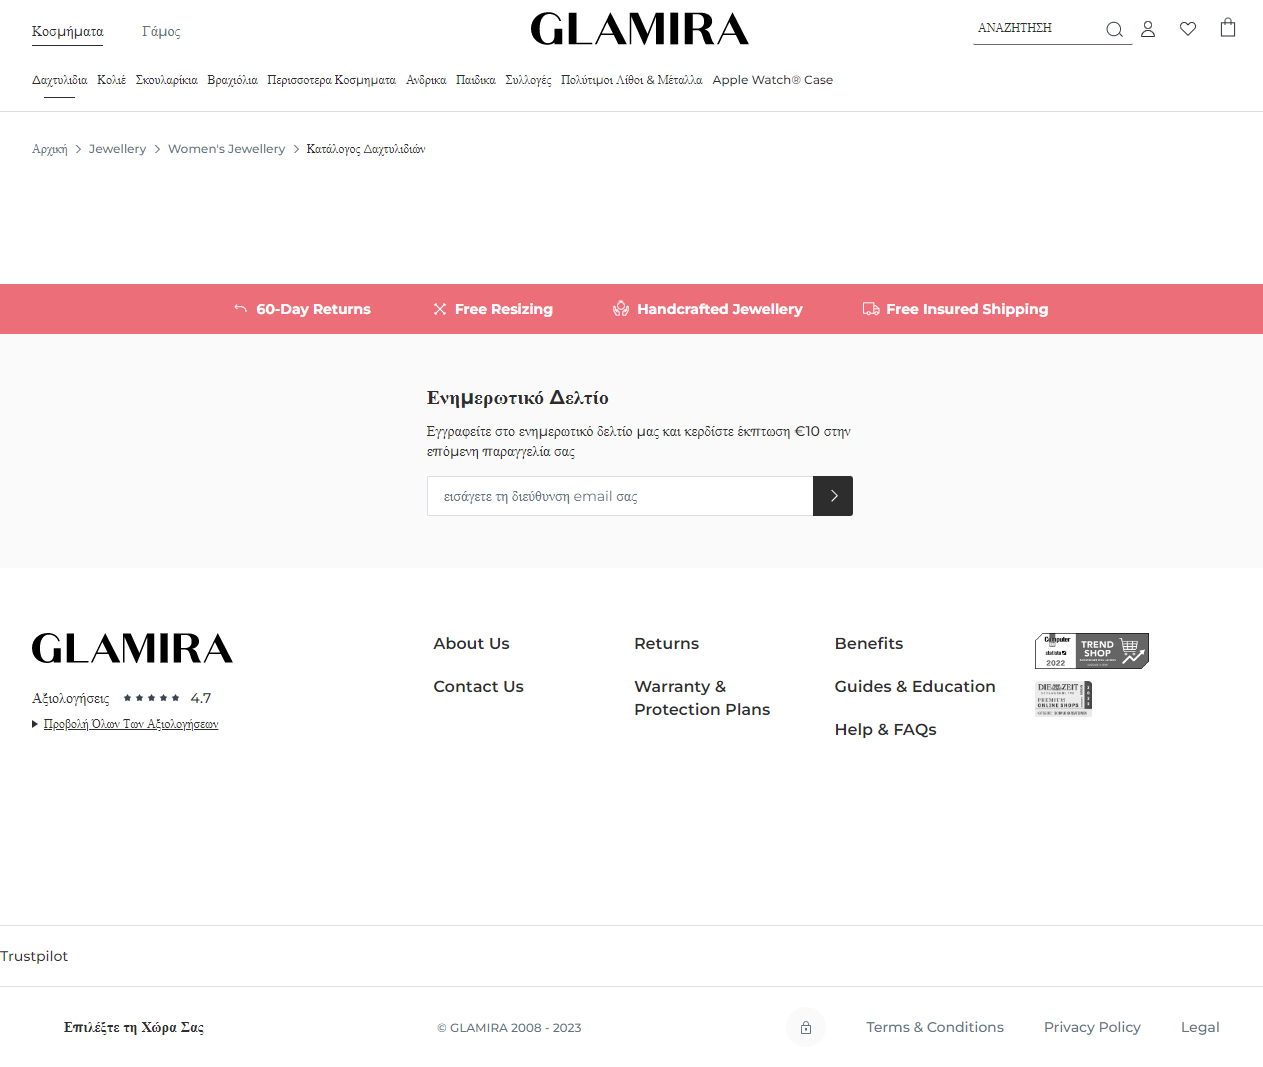 Κοσμήματα
Γάμος
GLAMIRA
ΑΝΑΖΗΤΗΣΗ
Δαχτυλιδια Κολιέ Σκουλαρίκια Βραχιόλια Περισσοτερα Κοσμηματα Ανδρικα Παιδικα Συλλογές Πολύτιμοι Λίθοι & Μέταλλα Apple Watch® Case
Αρχική > Jewellery > Women's Jewellery > Κατάλογος Δαχτυλιδιών
60-Day Returns
Free Resizing
Handcrafted Jewellery
Free Insured Shipping
Ενημερωτικό Δελτίο
Εγγραφείτε στο ενημερωτικό δελτίο μας και κερδίστε έκπτωση €10 στην
επόμενη παραγγελία σας
εισάγετε τη διεύθυνση email σας
GLAMIRA
Αξιολογήσεις ★★★★★ 4.7
Προβολή Όλων Των Αξιολογήσεων
About Us
Contact Us
Returns
Warranty &
Protection Plans
Benefits
Guides & Education
Help & FAQs
statista
2022
TREND
SHOP
DIE ZEIT
PREMIUM
ONLINE SHOPS
Trustpilot
Επιλέξτε τη Χώρα Σας
© GLAMIRA 2008 - 2023
Terms & Conditions
Privacy Policy
Legal